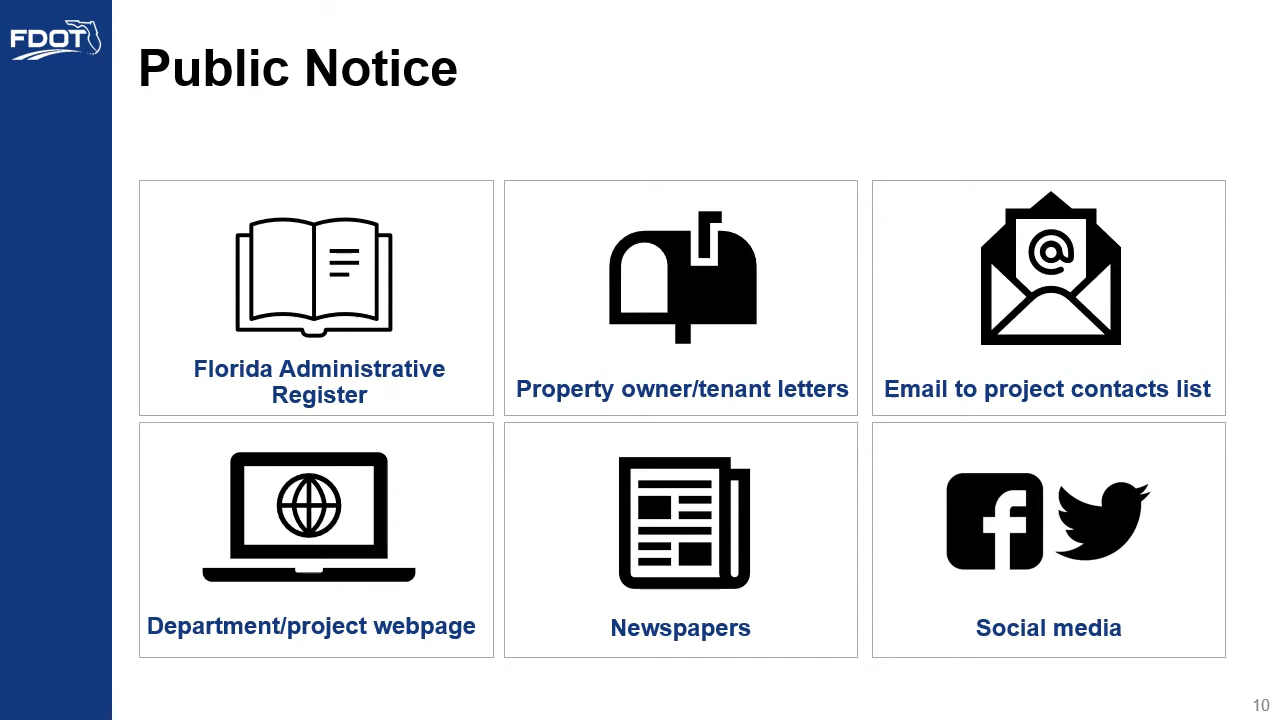 FDOT
Public Notice
Florida Administrative
Register
Property owner/tenant letters
Email to project contacts list
Department/project webpage
Newspapers
Social media
10